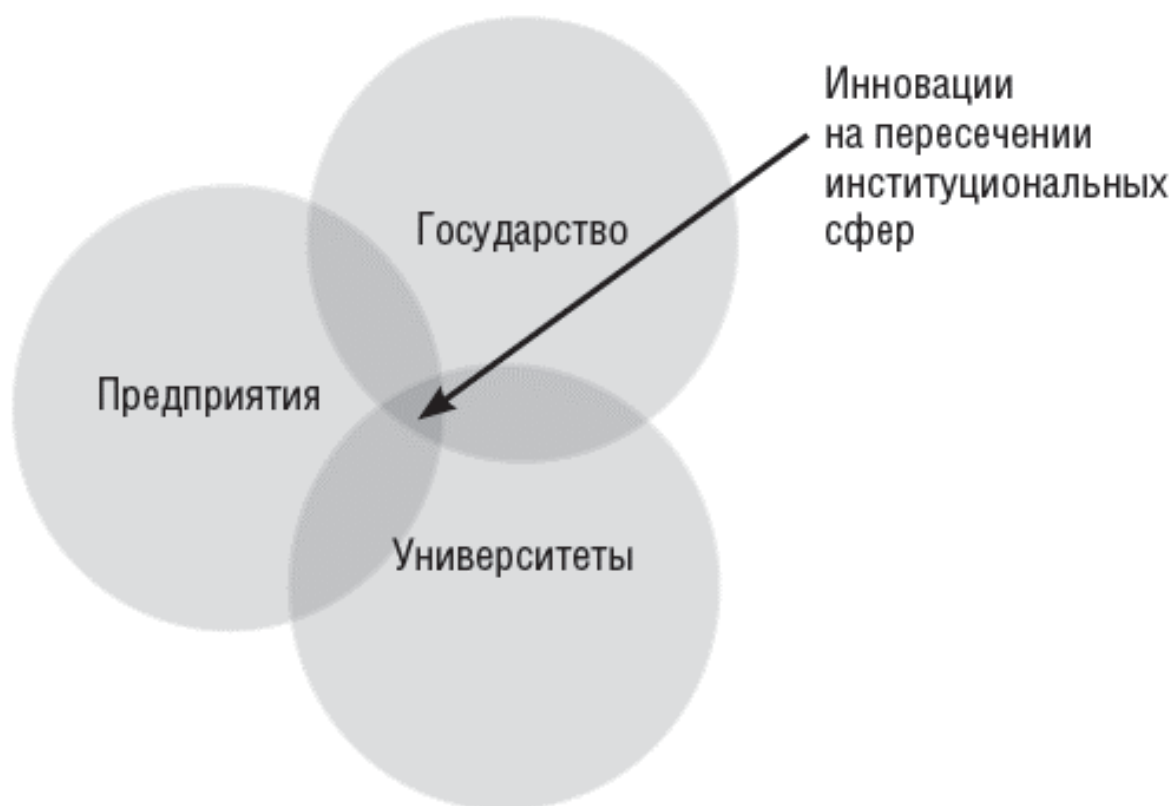 Инновации
на пересечении
институциональных
сфер
Государство
Предприятия
Университеты